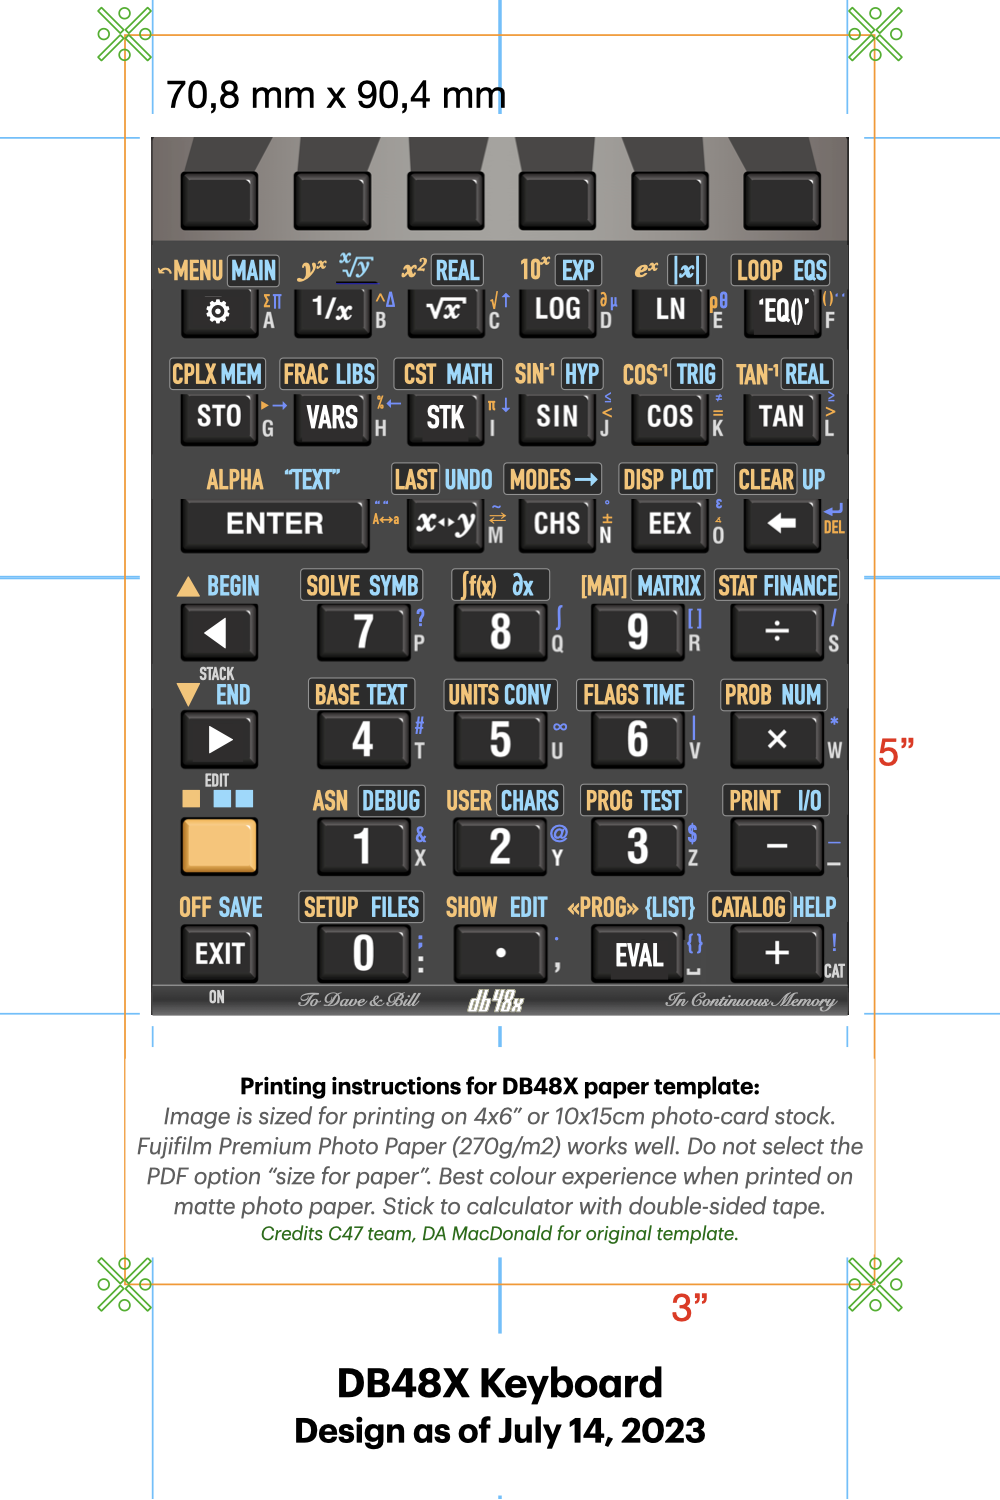 70,8 mm x 90,4 mm
MENU MAIN yˣ ˣ√y x² REAL 10ˣ EXP eˣ |x| LOOP EQS
Σ∏ ^Δ √↑ ∂μ ρθ ()
1/x √x LOG LN ‘EQ()’
A B C D E F
CPLX MEM FRAC LIBS CST MATH SIN⁻¹ HYP COS⁻¹ TRIG TAN⁻¹ REAL
▸→ %← π↓ ≤ < ≠ = ≥ >
STO VARS STK SIN COS TAN
G H I J K L
ALPHA “TEXT” LAST UNDO MODES→ DISP PLOT CLEAR UP
ENTER A↔a x↔y ~ ⇄ CHS ° ± EEX ε ← ↵ DEL
M N O
▲ BEGIN SOLVE SYMB ∫f(x) ∂x [MAT] MATRIX STAT FINANCE
◀ 7 ? P 8 ∫ Q 9 [] R ÷ / S
STACK
▼ END BASE TEXT UNITS CONV FLAGS TIME PROB NUM
▶ 4 # T 5 ∞ U 6 | V × * W
EDIT
ASN DEBUG USER CHARS PROG TEST PRINT I/O
1 & X 2 @ Y 3 $ Z − _ –
OFF SAVE SETUP FILES SHOW EDIT «PROG» {LIST} CATALOG HELP
EXIT 0 ; : . · , EVAL {} ␣ + ! CAT
ON To Dave & Bill db48x In Continuous Memory
5”
Printing instructions for DB48X paper template:
Image is sized for printing on 4x6” or 10x15cm photo-card stock.
Fujifilm Premium Photo Paper (270g/m2) works well. Do not select the
PDF option “size for paper”. Best colour experience when printed on
matte photo paper. Stick to calculator with double-sided tape.
Credits C47 team, DA MacDonald for original template.
3”
DB48X Keyboard
Design as of July 14, 2023